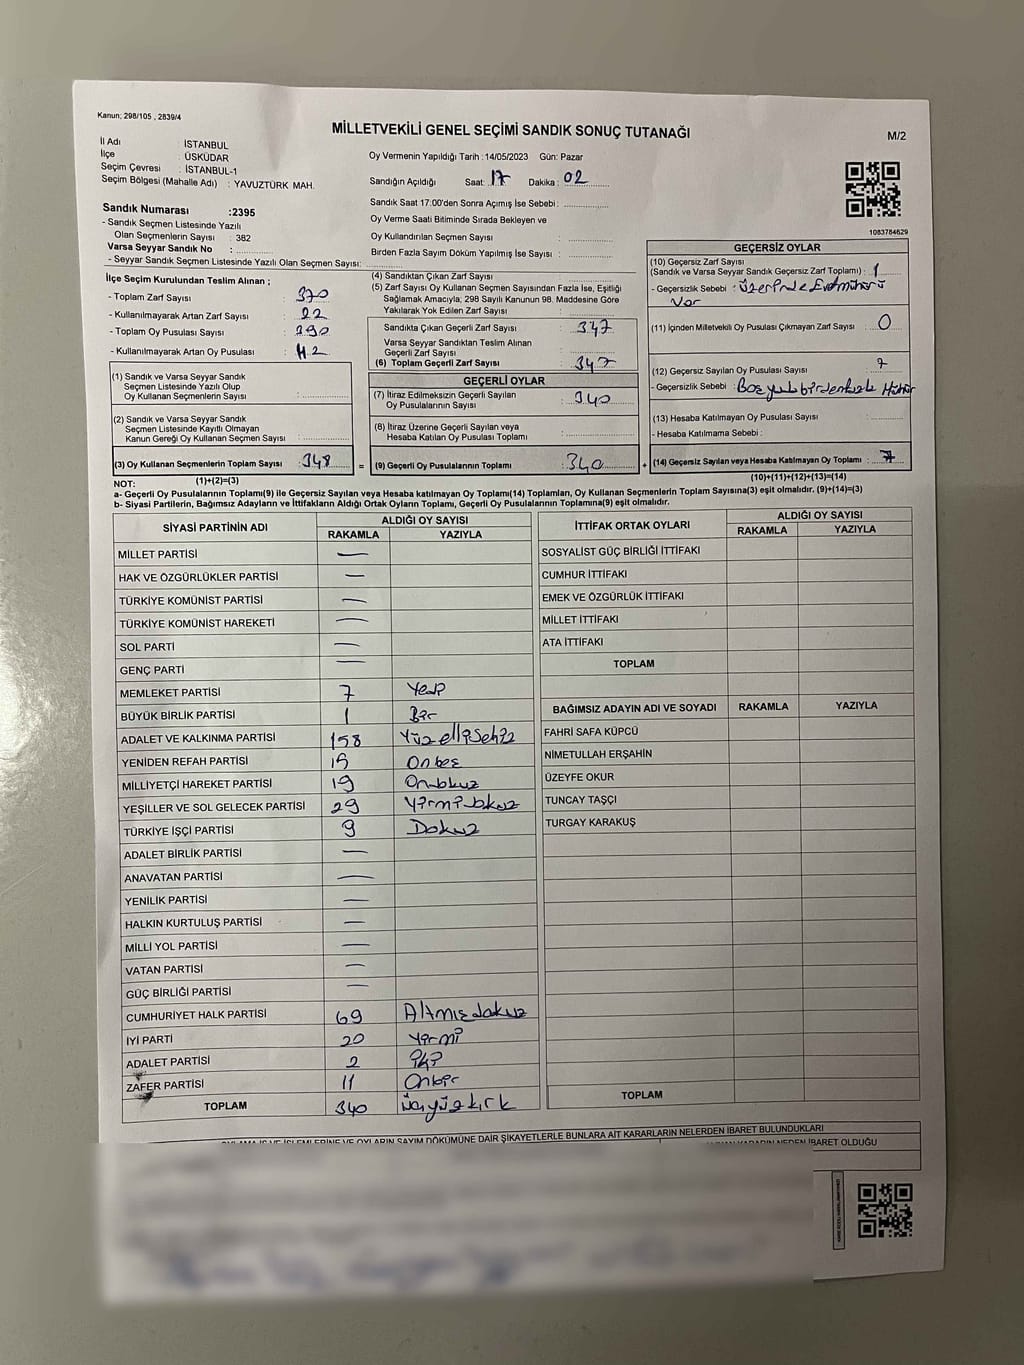 Kanun; 298/105 , 2839/4
MİLLETVEKİLİ GENEL SEÇİMİ SANDIK SONUÇ TUTANAĞI
M/2
İl Adı : İSTANBUL
İlçe : ÜSKÜDAR
Seçim Çevresi : İSTANBUL-1
Seçim Bölgesi (Mahalle Adı) : YAVUZTÜRK MAH.
Oy Vermenin Yapıldığı Tarih : 14/05/2023 Gün: Pazar
Sandığın Açıldığı Saat: 17 Dakika : 02
Sandık Saat 17:00'den Sonra Açımış İse Sebebi :
Oy Verme Saati Bitiminde Sırada Bekleyen ve
Oy Kullandırılan Seçmen Sayısı :
Birden Fazla Sayım Döküm Yapılmış İse Sayısı :
Sandık Numarası :2395
- Sandık Seçmen Listesinde Yazılı
Olan Seçmenlerin Sayısı : 382
Varsa Seyyar Sandık No :
- Seyyar Sandık Seçmen Listesinde Yazılı Olan Seçmen Sayısı:
İlçe Seçim Kurulundan Teslim Alınan ;
- Toplam Zarf Sayısı : 370
- Kullanılmayarak Artan Zarf Sayısı : 22
- Toplam Oy Pusulası Sayısı : 390
- Kullanılmayarak Artan Oy Pusulası : 42
(1) Sandık ve Varsa Seyyar Sandık
Seçmen Listesinde Yazılı Olup
Oy Kullanan Seçmenlerin Sayısı :
(2) Sandık ve Varsa Seyyar Sandık
Seçmen Listesinde Kayıtlı Olmayan
Kanun Gereği Oy Kullanan Seçmen Sayısı :
(3) Oy Kullanan Seçmenlerin Toplam Sayısı : 348
(1)+(2)=(3)
(4) Sandıktan Çıkan Zarf Sayısı :
(5) Zarf Sayısı Oy Kullanan Seçmen Sayısından Fazla İse, Eşitliği
Sağlamak Amacıyla; 298 Sayılı Kanunun 98. Maddesine Göre
Yakılarak Yok Edilen Zarf Sayısı :
Sandıkta Çıkan Geçerli Zarf Sayısı : 347
Varsa Seyyar Sandıktan Teslim Alınan
Geçerli Zarf Sayısı :
(6) Toplam Geçerli Zarf Sayısı : 347
GEÇERLİ OYLAR
(7) İtiraz Edilmeksizin Geçerli Sayılan
Oy Pusulalarının Sayısı : 340
(8) İtiraz Üzerine Geçerli Sayılan veya
Hesaba Katılan Oy Pusulası Toplamı :
= (9) Geçerli Oy Pusulalarının Toplamı : 340
1083784629
GEÇERSİZ OYLAR
(10) Geçersiz Zarf Sayısı
(Sandık ve Varsa Seyyar Sandık Geçersiz Zarf Toplamı) : 1
- Geçersizlik Sebebi : üzerinde Evet mührü
Var
(11) İçinden Milletvekili Oy Pusulası Çıkmayan Zarf Sayısı : 0
(12) Geçersiz Sayılan Oy Pusulası Sayısı : 7
- Geçersizlik Sebebi : Boş yada birden fazla Mühür
(13) Hesaba Katılmayan Oy Pusulası Sayısı :
- Hesaba Katılmama Sebebi :
+ (14) Geçersiz Sayılan veya Hesaba Katılmayan Oy Toplamı : 7
(10)+(11)+(12)+(13)=(14)
NOT:
a- Geçerli Oy Pusulalarının Toplamı(9) ile Geçersiz Sayılan veya Hesaba katılmayan Oy Toplamı(14) Toplamları, Oy Kullanan Seçmenlerin Toplam Sayısına(3) eşit olmalıdır. (9)+(14)=(3)
b- Siyasi Partilerin, Bağımsız Adayların ve İttifakların Aldığı Ortak Oyların Toplamı, Geçerli Oy Pusulalarının Toplamına(9) eşit olmalıdır.
SİYASİ PARTİNİN ADI ALDIĞI OY SAYISI
RAKAMLA YAZIYLA
MİLLET PARTİSİ —
HAK VE ÖZGÜRLÜKLER PARTİSİ —
TÜRKİYE KOMÜNİST PARTİSİ —
TÜRKİYE KOMÜNİST HAREKETİ —
SOL PARTİ —
GENÇ PARTİ —
MEMLEKET PARTİSİ 7 Yedi
BÜYÜK BİRLİK PARTİSİ 1 Bir
ADALET VE KALKINMA PARTİSİ 158 Yüzellisekiz
YENİDEN REFAH PARTİSİ 15 Onbeş
MİLLİYETÇİ HAREKET PARTİSİ 19 Ondokuz
YEŞİLLER VE SOL GELECEK PARTİSİ 29 Yirmidokuz
TÜRKİYE İŞÇİ PARTİSİ 9 Dokuz
ADALET BİRLİK PARTİSİ —
ANAVATAN PARTİSİ —
YENİLİK PARTİSİ —
HALKIN KURTULUŞ PARTİSİ —
MİLLİ YOL PARTİSİ —
VATAN PARTİSİ —
GÜÇ BİRLİĞİ PARTİSİ —
CUMHURİYET HALK PARTİSİ 69 Altmışdokuz
İYİ PARTİ 20 Yirmi
ADALET PARTİSİ 2 İki
ZAFER PARTİSİ 11 Onbir
TOPLAM 340 Üçyüzkırk
İTTİFAK ORTAK OYLARI ALDIĞI OY SAYISI
RAKAMLA YAZIYLA
SOSYALİST GÜÇ BİRLİĞİ İTTİFAKI
CUMHUR İTTİFAKI
EMEK VE ÖZGÜRLÜK İTTİFAKI
MİLLET İTTİFAKI
ATA İTTİFAKI
TOPLAM
BAĞIMSIZ ADAYIN ADI VE SOYADI RAKAMLA YAZIYLA
FAHRİ SAFA KÜPCÜ
NİMETULLAH ERŞAHİN
ÜZEYFE OKUR
TUNCAY TAŞÇI
TURGAY KARAKUŞ
TOPLAM
OYLAMA İŞ VE İŞLEMLERİNE VE OYLARIN SAYIM DÖKÜMÜNE DAİR ŞİKAYETLERLE BUNLARA AİT KARARLARIN NELERDEN İBARET BULUNDUKLARI
KARARIN NEDEN İBARET OLDUĞU